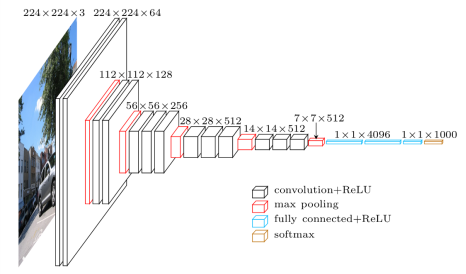 224×224×3
224×224×64
112×112×128
56×56×256
28×28×512
14×14×512
7×7×512
1×1×4096
1×1×1000
convolution+ReLU
max pooling
fully connected+ReLU
softmax